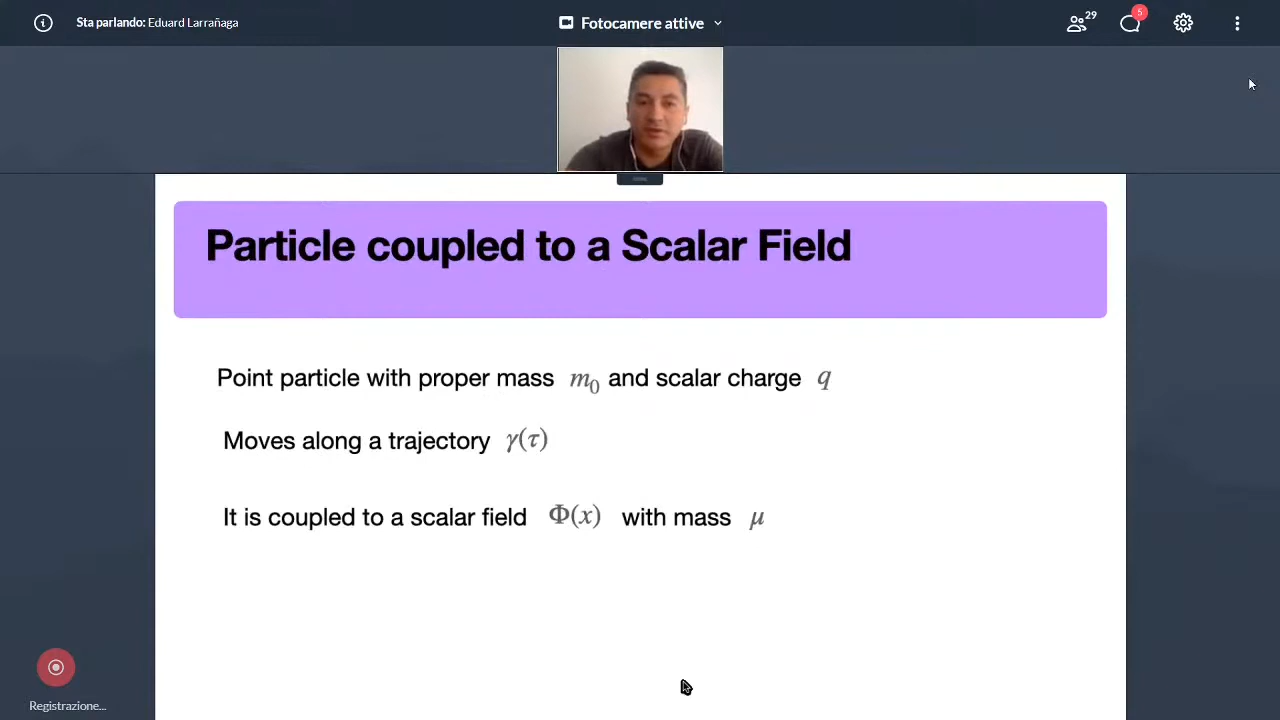 Sta parlando: Eduard Larrañaga
Fotocamere attive
29
5
Particle coupled to a Scalar Field
Point particle with proper mass m₀ and scalar charge q
Moves along a trajectory γ(τ)
It is coupled to a scalar field Φ(x) with mass μ
Registrazione...